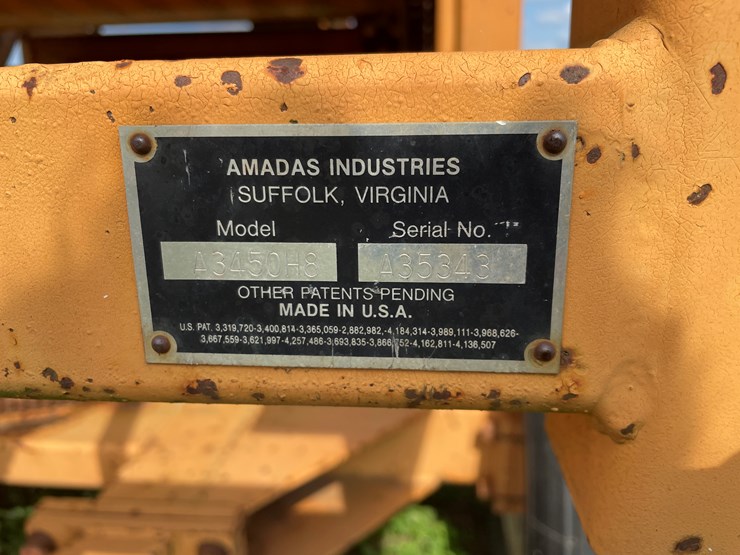 AMADAS INDUSTRIES
SUFFOLK, VIRGINIA
Model Serial No.
A3450H8 A35343
OTHER PATENTS PENDING
MADE IN U.S.A.
U.S. PAT. 3,319,720-3,400,814-3,365,059-2,882,982,-4,184,314-3,989,111-3,968,626-
3,667,559-3,621,997-4,257,486-3,693,835-3,866,752-4,162,811-4,136,507